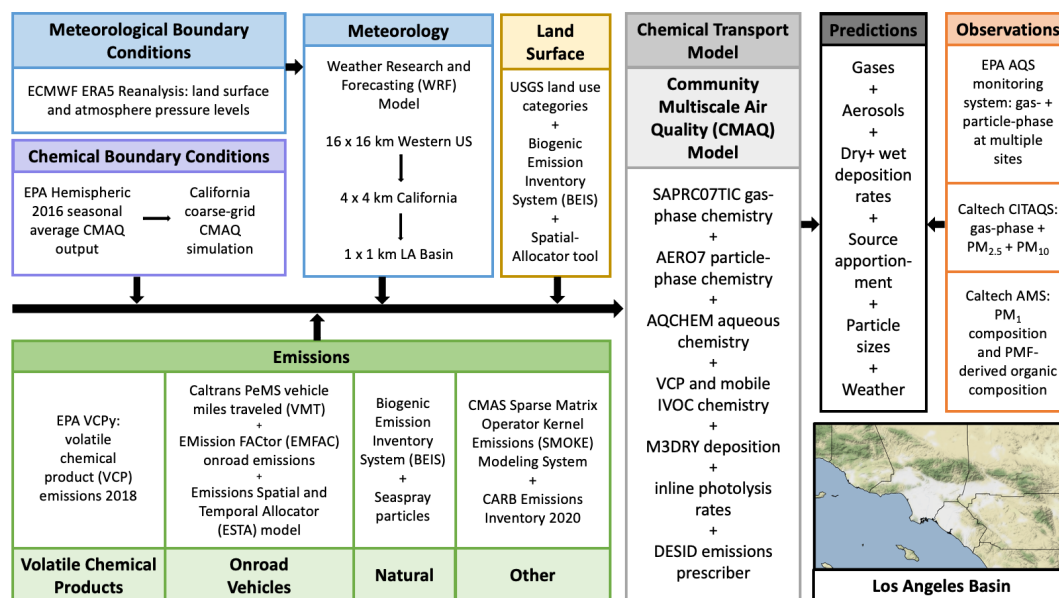 Meteorological Boundary
Conditions
ECMWF ERA5 Reanalysis: land surface
and atmosphere pressure levels
Chemical Boundary Conditions
EPA Hemispheric
2016 seasonal
average CMAQ
output
California
coarse-grid
CMAQ
simulation
Meteorology
Weather Research and
Forecasting (WRF)
Model
16 x 16 km Western US
4 x 4 km California
1 x 1 km LA Basin
Land
Surface
USGS land use
categories
+
Biogenic
Emission
Inventory
System (BEIS)
+
Spatial-
Allocator tool
Emissions
EPA VCPy:
volatile
chemical
product (VCP)
emissions 2018
Volatile Chemical
Products
Caltrans PeMS vehicle
miles traveled (VMT)
+
EMission FACtor (EMFAC)
onroad emissions
+
Emissions Spatial and
Temporal Allocator
(ESTA) model
Onroad
Vehicles
Biogenic
Emission
Inventory
System (BEIS)
+
Seaspray
particles
Natural
CMAS Sparse Matrix
Operator Kernel
Emissions (SMOKE)
Modeling System
+
CARB Emissions
Inventory 2020
Other
Chemical Transport
Model
Community
Multiscale Air
Quality (CMAQ)
Model
SAPRC07TIC gas-
phase chemistry
+
AERO7 particle-
phase chemistry
+
AQCHEM aqueous
chemistry
+
VCP and mobile
IVOC chemistry
+
M3DRY deposition
+
inline photolysis
rates
+
DESID emissions
prescriber
Predictions
Gases
+
Aerosols
+
Dry+ wet
deposition
rates
+
Source
apportion-
ment
+
Particle
sizes
+
Weather
Observations
EPA AQS
monitoring
system: gas- +
particle-phase
at multiple
sites
Caltech CITAQS:
gas-phase +
PM2.5 + PM10
Caltech AMS:
PM1
composition
and PMF-
derived organic
composition
Los Angeles Basin